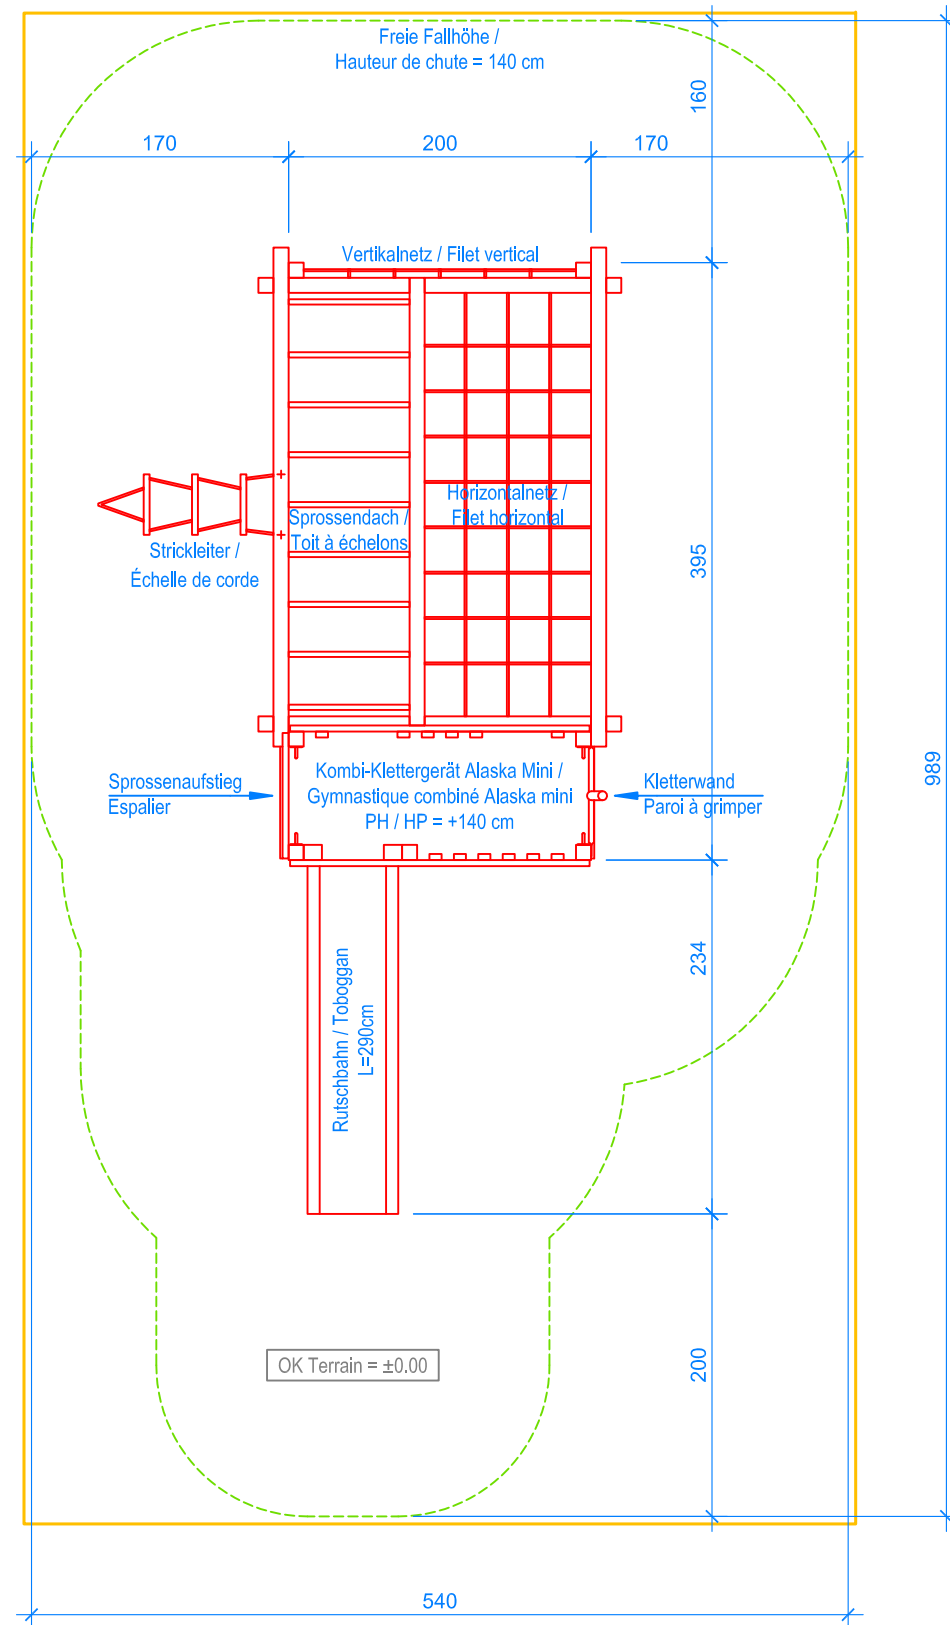 Freie Fallhöhe /
Hauteur de chute = 140 cm
160
170
200
170
Vertikalnetz / Filet vertical
Horizontalnetz /
Filet horizontal
Sprossendach /
Toit à échelons
Strickleiter /
Échelle de corde
395
989
Sprossenaufstieg
Espalier
Kombi-Klettergerät Alaska Mini /
Gymnastique combiné Alaska mini
PH / HP = +140 cm
Kletterwand
Paroi à grimper
234
Rutschbahn / Toboggan
L=290cm
OK Terrain = ±0.00
200
540